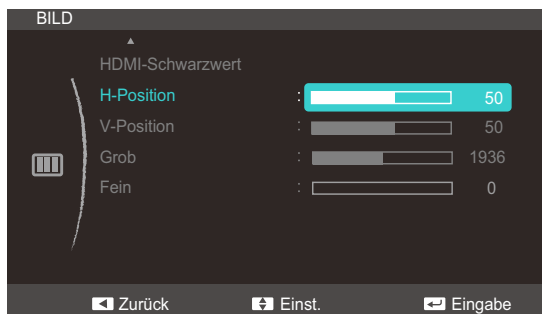 BILD
HDMI-Schwarzwert
H-Position : 50
V-Position : 50
Grob : 1936
Fein : 0
Zurück Einst. Eingabe